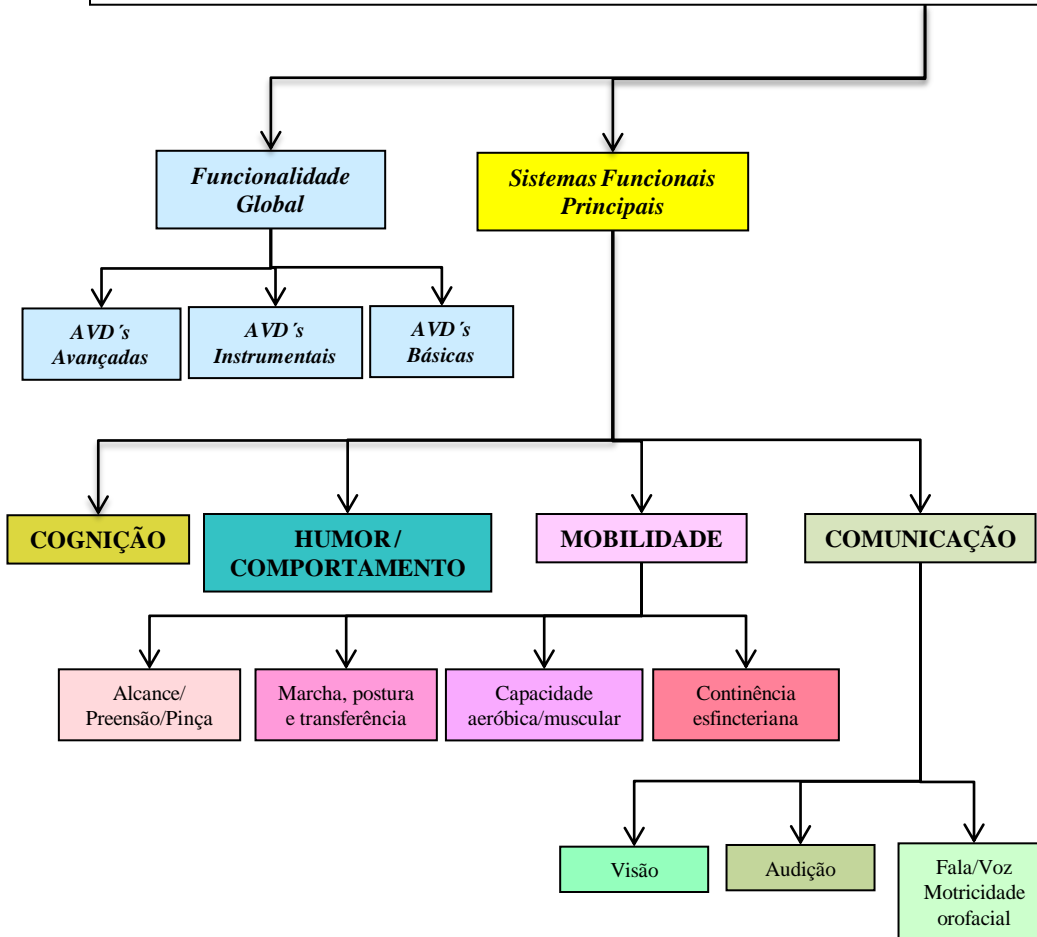 Funcionalidade
Global
Sistemas Funcionais
Principais
AVD´s
Avançadas
AVD´s
Instrumentais
AVD´s
Básicas
COGNIÇÃO
HUMOR /
COMPORTAMENTO
MOBILIDADE
COMUNICAÇÃO
Alcance/
Preensão/Pinça
Marcha, postura
e transferência
Capacidade
aeróbica/muscular
Continência
esfincteriana
Visão
Audição
Fala/Voz
Motricidade
orofacial